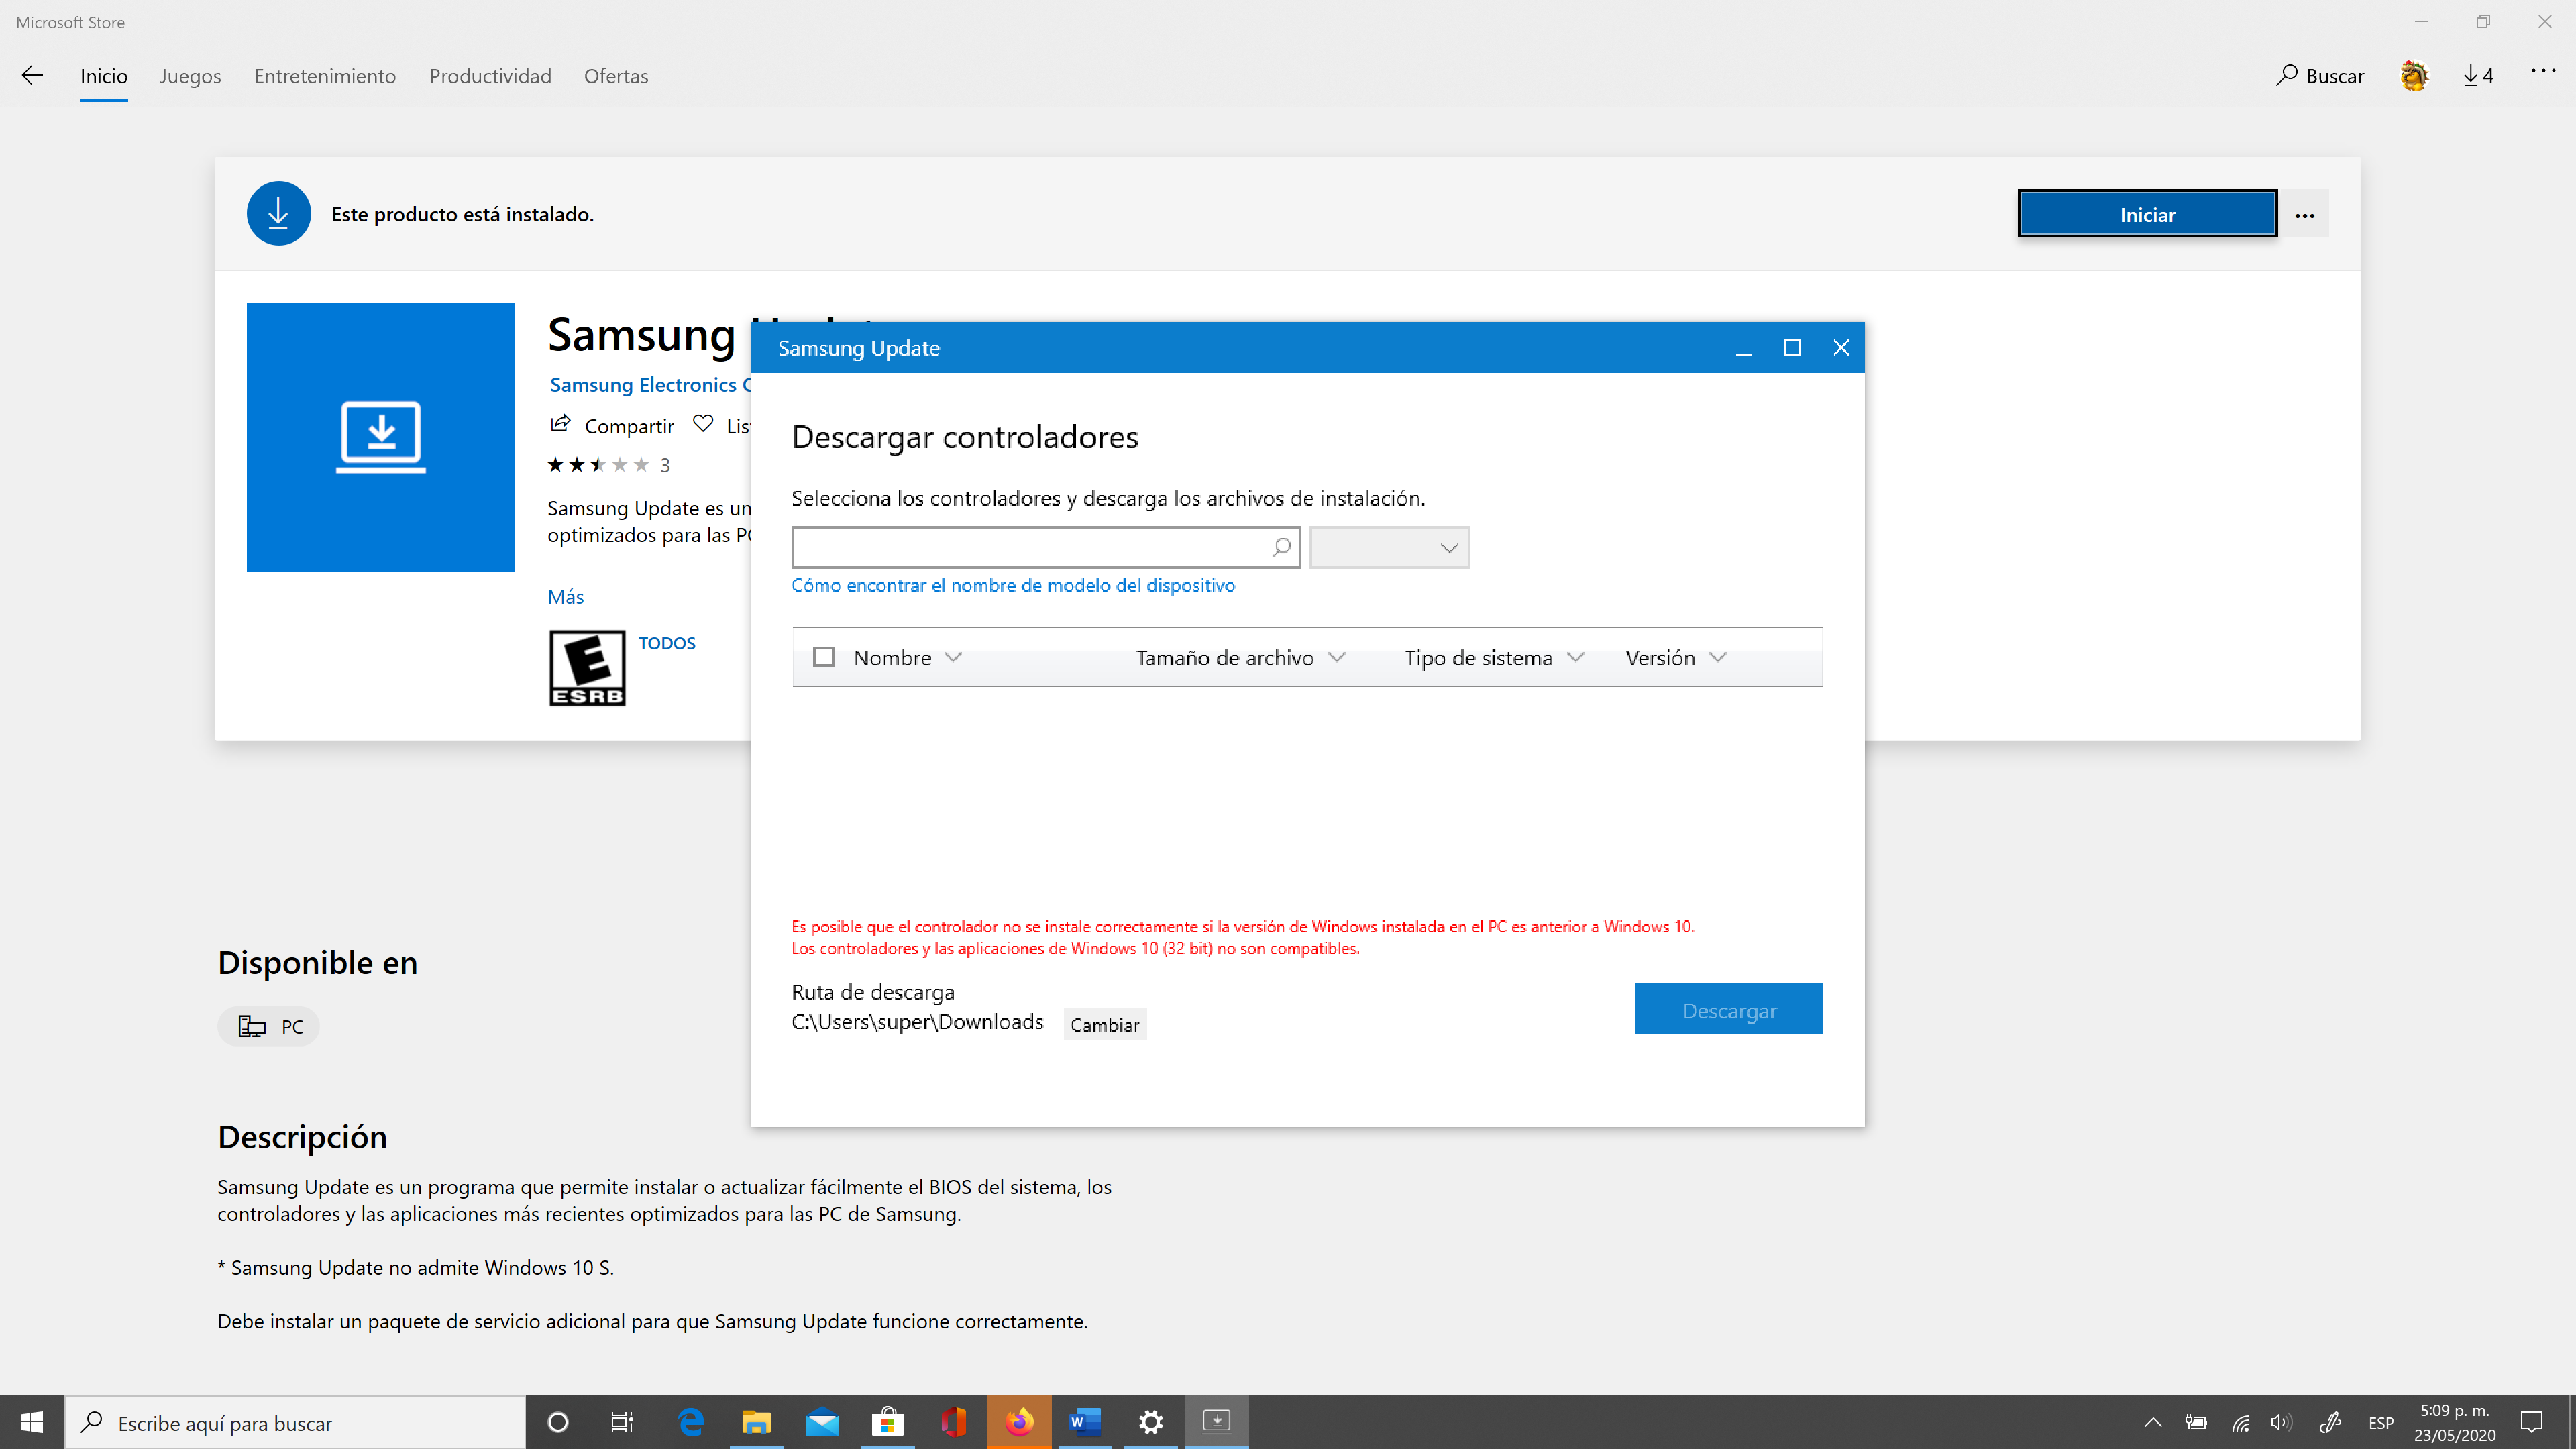 Microsoft Store
Inicio Juegos Entretenimiento Productividad Ofertas
Buscar 4
Este producto está instalado.
Iniciar
Samsung
Samsung Electronics
Compartir
3
Samsung Update es un
optimizados para las
Más
ESRB
TODOS
Samsung Update
Descargar controladores
Selecciona los controladores y descarga los archivos de instalación.
Cómo encontrar el nombre de modelo del dispositivo
Nombre Tamaño de archivo Tipo de sistema Versión
Es posible que el controlador no se instale correctamente si la versión de Windows instalada en el PC es anterior a Windows 10.
Los controladores y las aplicaciones de Windows 10 (32 bit) no son compatibles.
Ruta de descarga
C:\Users\super\Downloads Cambiar
Descargar
Disponible en
PC
Descripción
Samsung Update es un programa que permite instalar o actualizar fácilmente el BIOS del sistema, los
controladores y las aplicaciones más recientes optimizados para las PC de Samsung.
* Samsung Update no admite Windows 10 S.
Debe instalar un paquete de servicio adicional para que Samsung Update funcione correctamente.
Escribe aquí para buscar
ESP
5:09 p. m.
23/05/2020